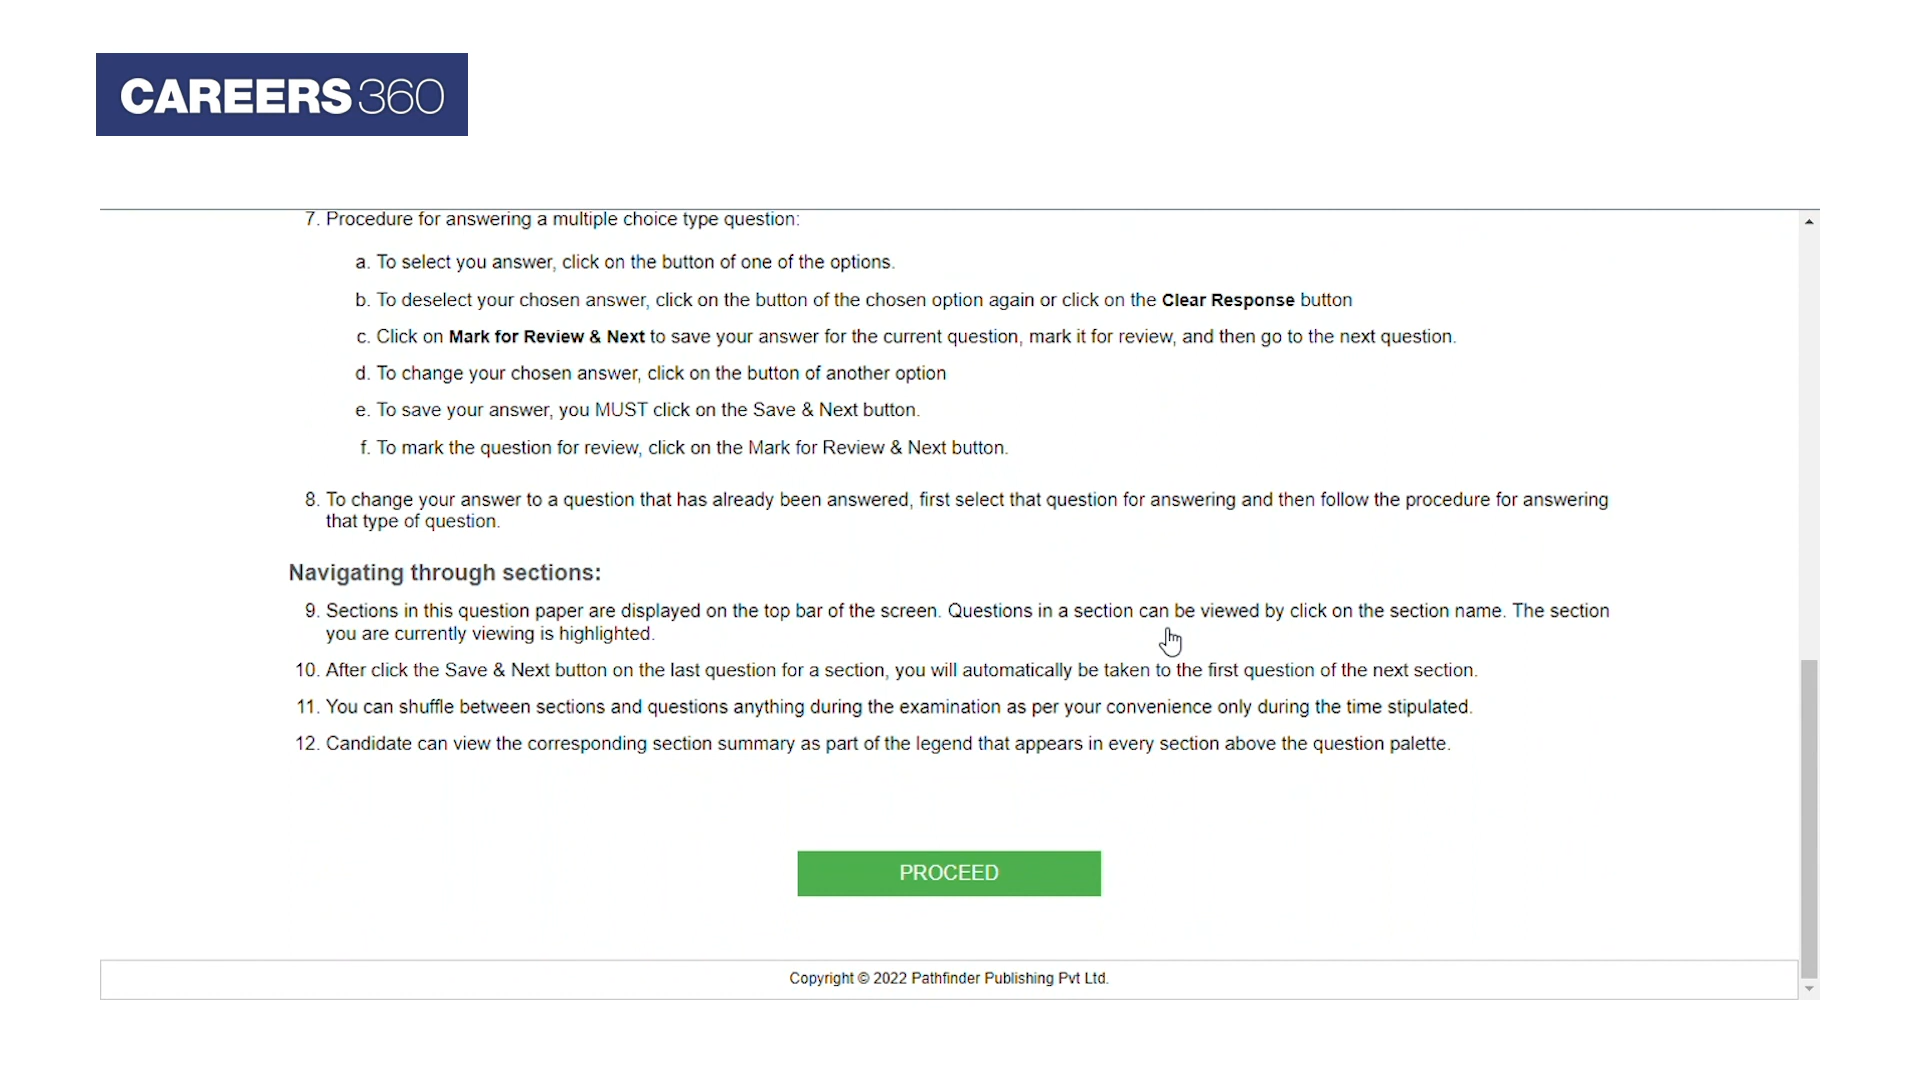 CAREERS360
7. Procedure for answering a multiple choice type question:
a. To select you answer, click on the button of one of the options.
b. To deselect your chosen answer, click on the button of the chosen option again or click on the Clear Response button
c. Click on Mark for Review & Next to save your answer for the current question, mark it for review, and then go to the next question.
d. To change your chosen answer, click on the button of another option
e. To save your answer, you MUST click on the Save & Next button.
f. To mark the question for review, click on the Mark for Review & Next button.
8. To change your answer to a question that has already been answered, first select that question for answering and then follow the procedure for answering
that type of question.
Navigating through sections:
9. Sections in this question paper are displayed on the top bar of the screen. Questions in a section can be viewed by click on the section name. The section
you are currently viewing is highlighted.
10. After click the Save & Next button on the last question for a section, you will automatically be taken to the first question of the next section.
11. You can shuffle between sections and questions anything during the examination as per your convenience only during the time stipulated.
12. Candidate can view the corresponding section summary as part of the legend that appears in every section above the question palette.
PROCEED
Copyright © 2022 Pathfinder Publishing Pvt Ltd.